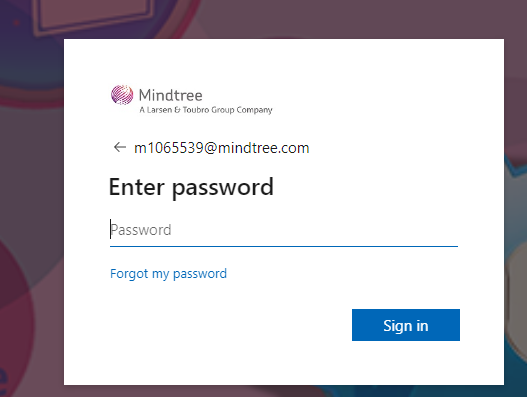 Mindtree
A Larsen & Toubro Group Company
m1065539@mindtree.com
Enter password
Password
Forgot my password
Sign in